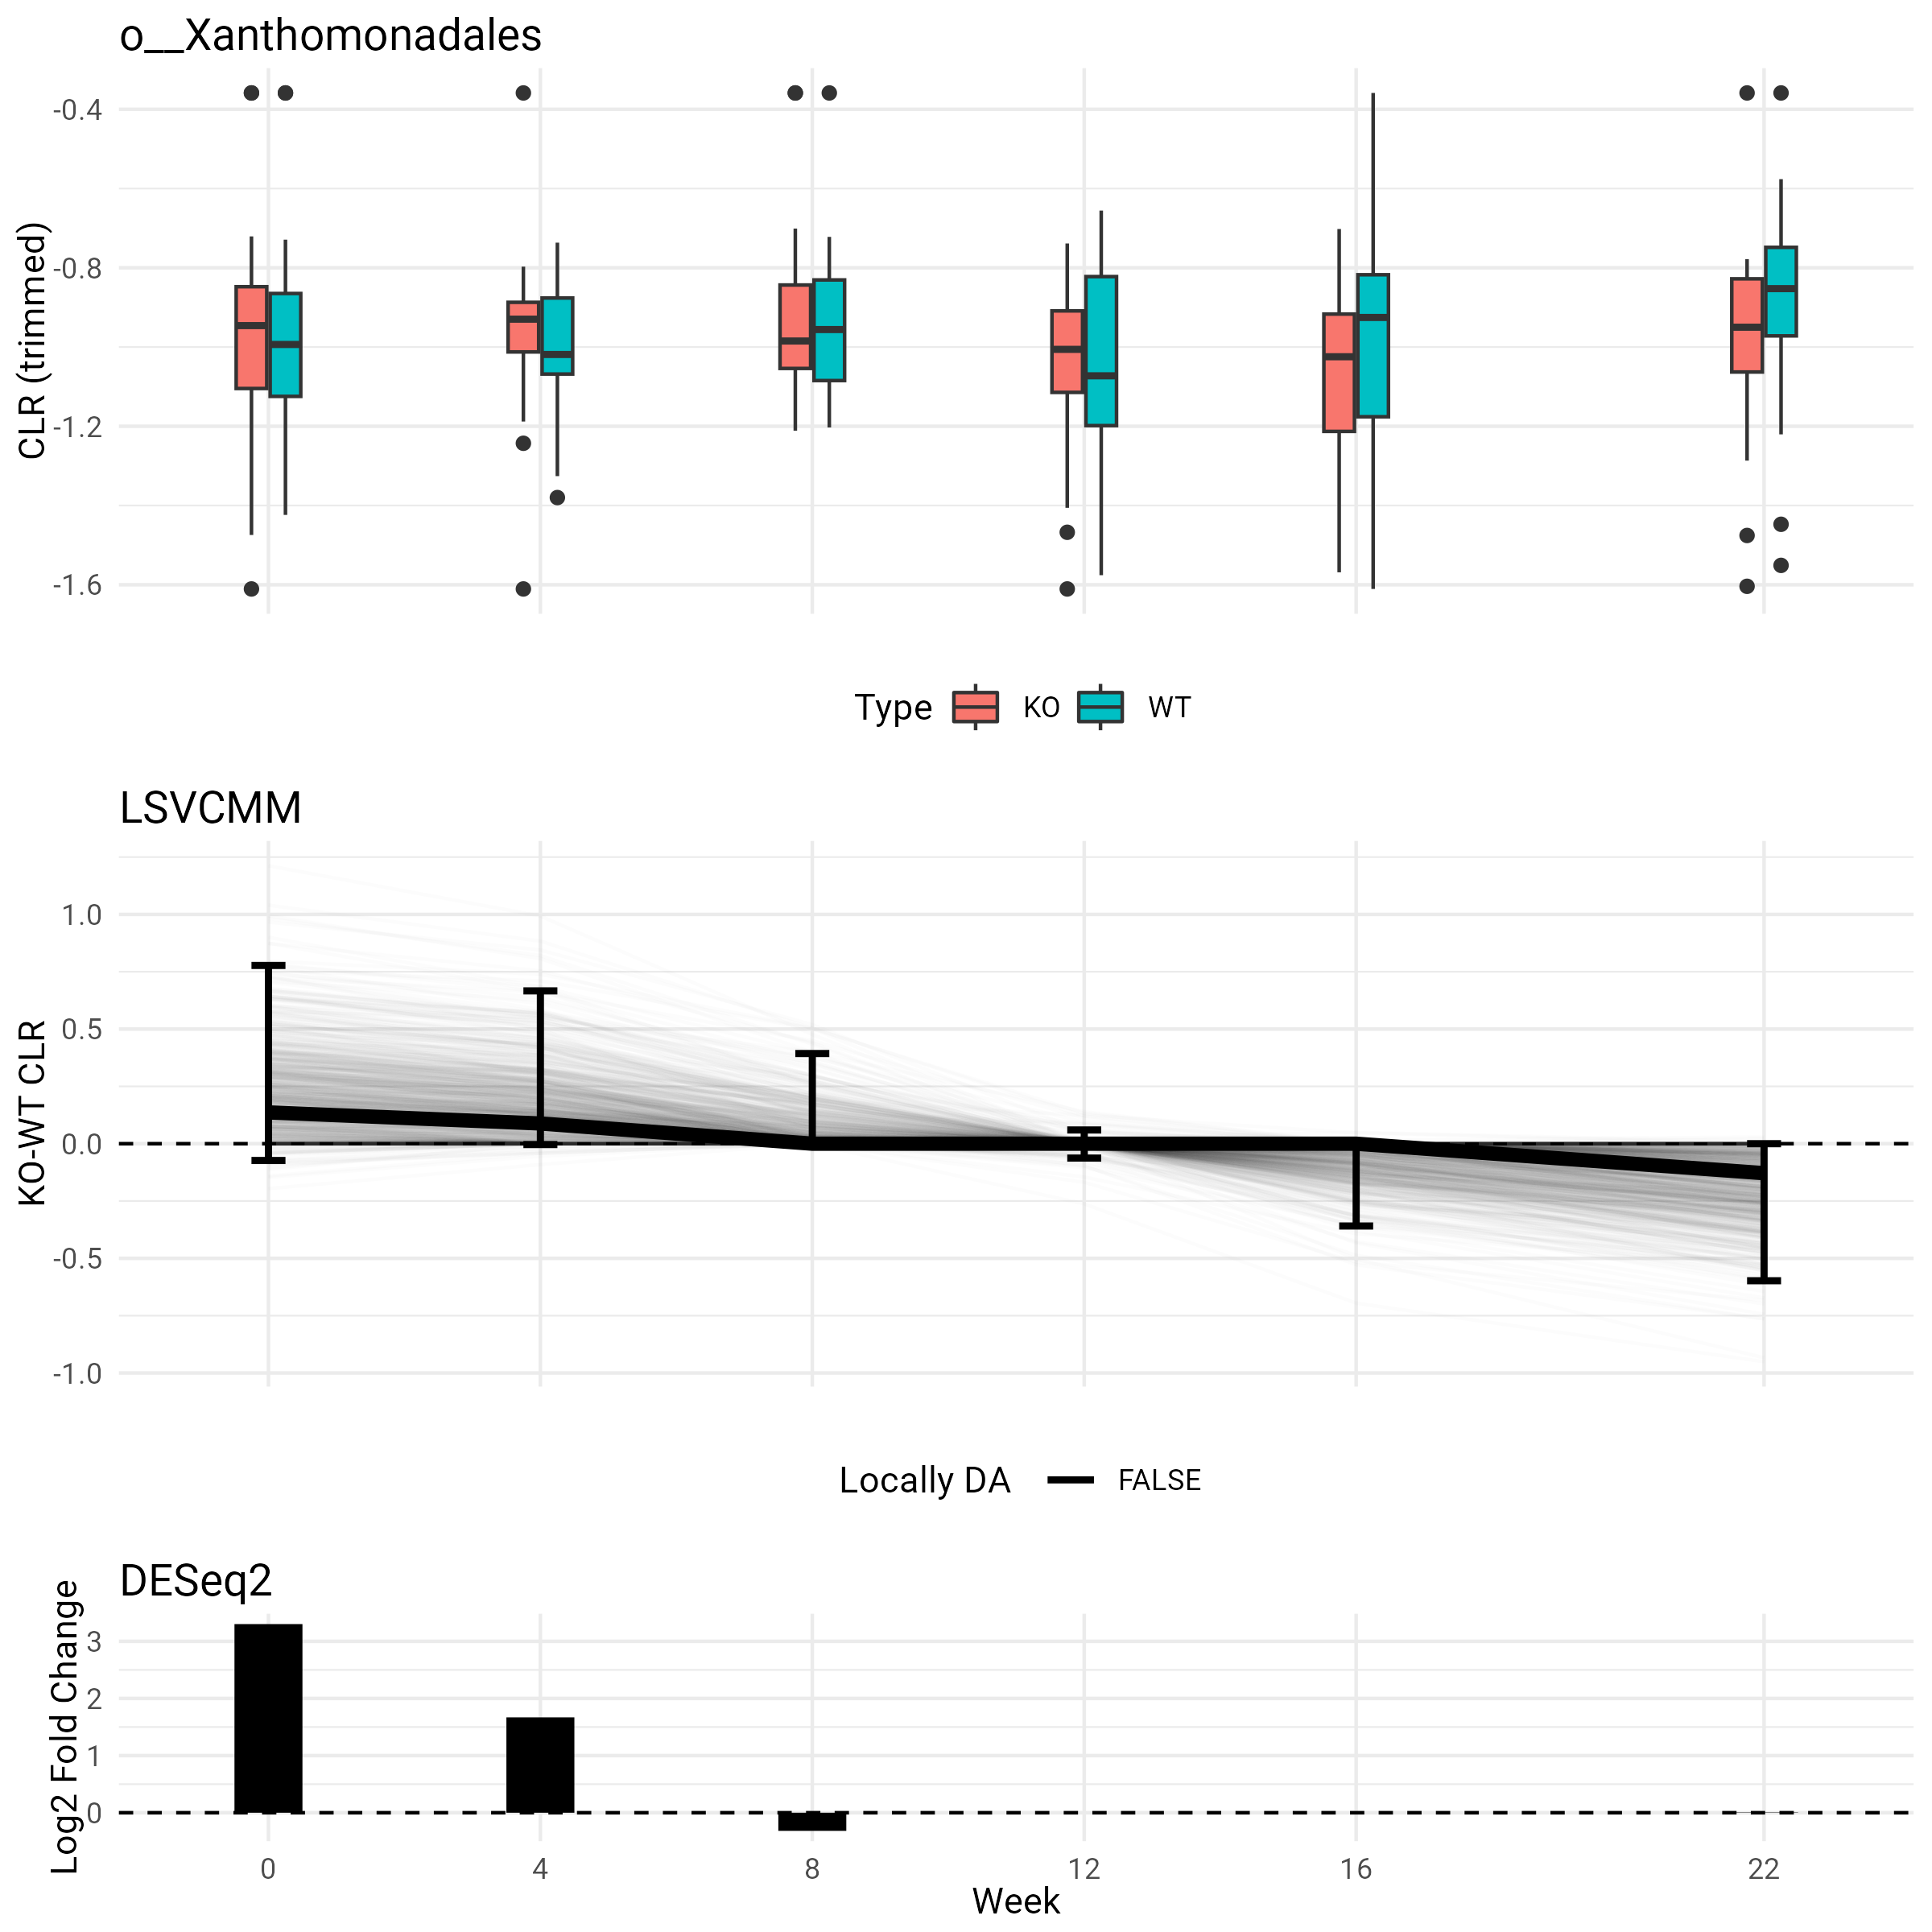 o__Xanthomonadales
CLR (trimmed)
-0.4
-0.8
-1.2
-1.6
Type KO WT
LSVCMM
KO-WT CLR
1.0
0.5
0.0
-0.5
-1.0
Locally DA FALSE
DESeq2
Log2 Fold Change
3
2
1
0
0 4 8 12 16 22
Week